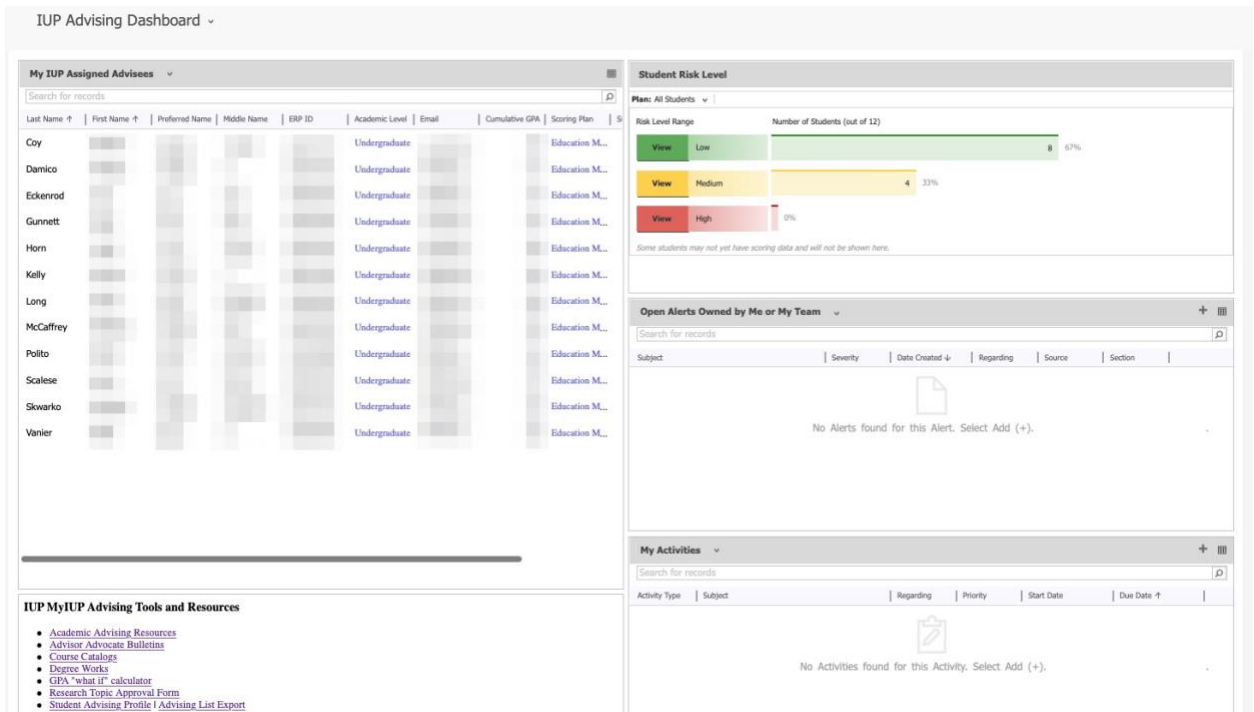 IUP Advising Dashboard
My IUP Assigned Advisees
Search for records
Last Name ↑ First Name ↑ Preferred Name Middle Name ERP ID Academic Level Email Cumulative GPA Scoring Plan S
Coy Undergraduate Education M...
Damico Undergraduate Education M...
Eckenrod Undergraduate Education M...
Gunnett Undergraduate Education M...
Horn Undergraduate Education M...
Kelly Undergraduate Education M...
Long Undergraduate Education M...
McCaffrey Undergraduate Education M...
Polito Undergraduate Education M...
Scalese Undergraduate Education M...
Skwarko Undergraduate Education M...
Vanier Undergraduate Education M...
IUP MyIUP Advising Tools and Resources
Academic Advising Resources
Advisor Advocate Bulletins
Course Catalogs
Degree Works
GPA "what if" calculator
Research Topic Approval Form
Student Advising Profile | Advising List Export
Student Risk Level
Plan: All Students
Risk Level Range Number of Students (out of 12)
View Low 8 67%
View Medium 4 33%
View High 0%
Some students may not yet have scoring data and will not be shown here.
Open Alerts Owned by Me or My Team
Search for records
Subject Severity Date Created ↓ Regarding Source Section
No Alerts found for this Alert. Select Add (+).
My Activities
Search for records
Activity Type Subject Regarding Priority Start Date Due Date ↑
No Activities found for this Activity. Select Add (+).